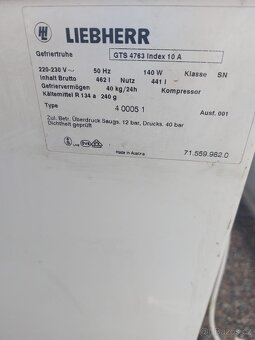 LIEBHERR
Gefriertruhe GTS 4763 Index 10 A
220-230 V ~ 50 Hz 140 W Klasse SN
Inhalt Brutto 462 l Nutz 441 l
Gefriervermögen 40 kg/24h Kompressor
Kältemittel R 134 a 240 g
Type 4 0005 1 Ausf. 001
Zul. Betr. Überdruck Saugs. 12 bar, Drucks. 40 bar
Dichtheit geprüft
Made in Austria 71.559.982.0